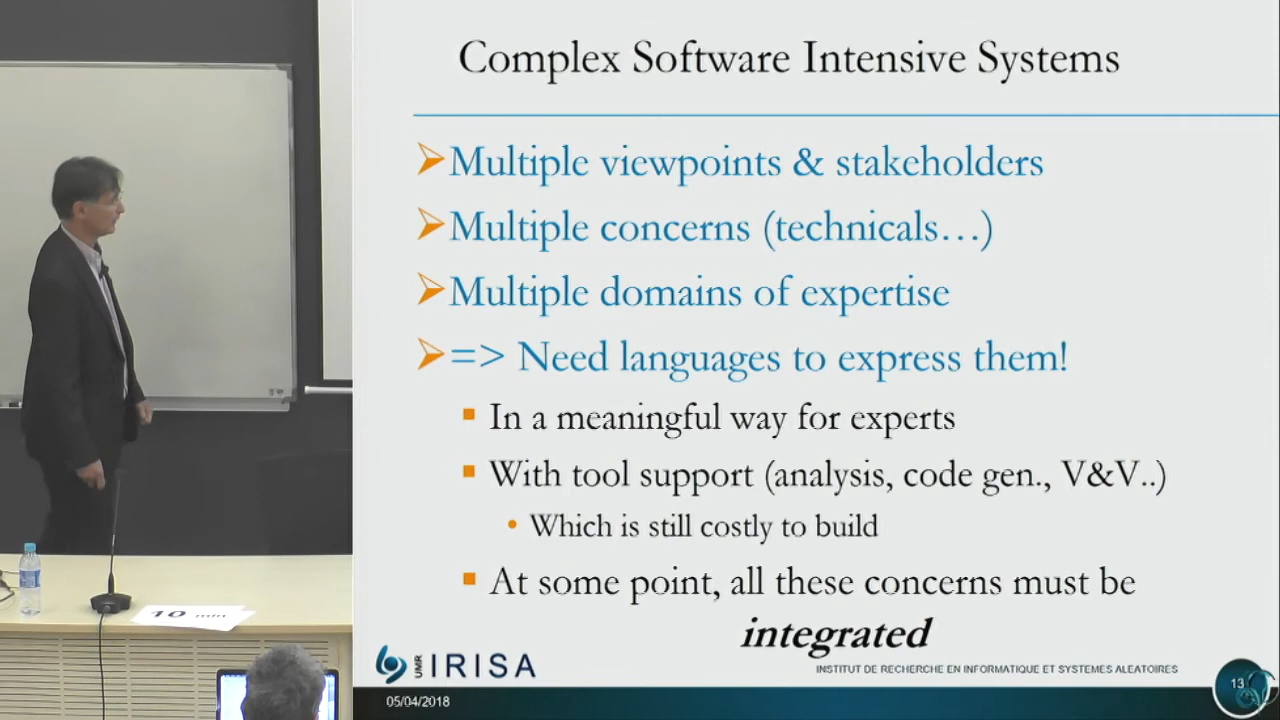 Complex Software Intensive Systems
Multiple viewpoints & stakeholders
Multiple concerns (technicals…)
Multiple domains of expertise
=> Need languages to express them!
In a meaningful way for experts
With tool support (analysis, code gen., V&V..)
Which is still costly to build
At some point, all these concerns must be
integrated
UMR IRISA
INSTITUT DE RECHERCHE EN INFORMATIQUE ET SYSTEMES ALEATOIRES
05/04/2018
13
10 min